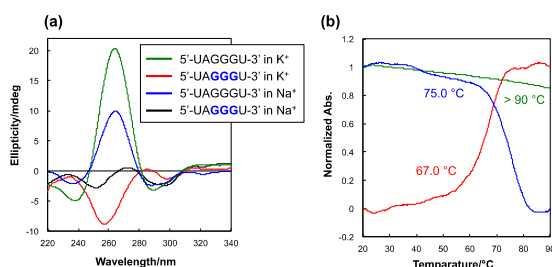 (a)
20
15
10
5
0
-5
-10
220
240
260
280
300
320
340
Ellipticity/mdeg
Wavelength/nm
5'-UAGGGU-3' in K⁺
5'-UAGGGU-3' in K⁺
5'-UAGGGU-3' in Na⁺
5'-UAGGGU-3' in Na⁺
(b)
1.2
1
0.8
0.6
0.4
0.2
0
-0.2
20
30
40
50
60
70
80
90
Normalized Abs.
Temparature/°C
75.0 °C
> 90 °C
67.0 °C